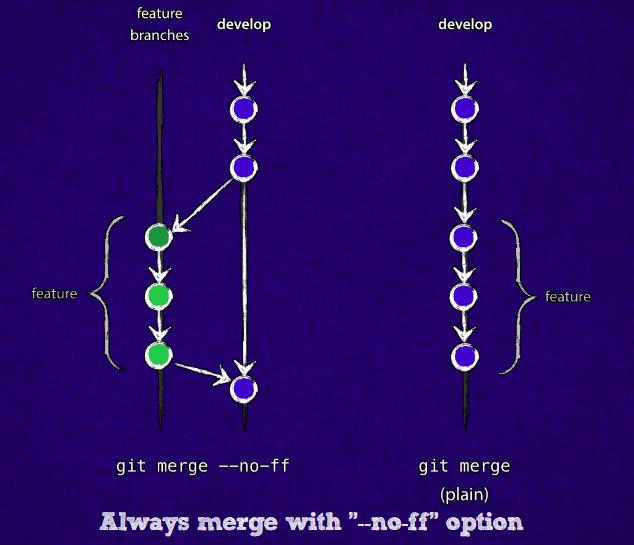 feature
branches
develop
develop
feature
feature
git merge --no-ff
git merge
(plain)
Always merge with "--no-ff" option